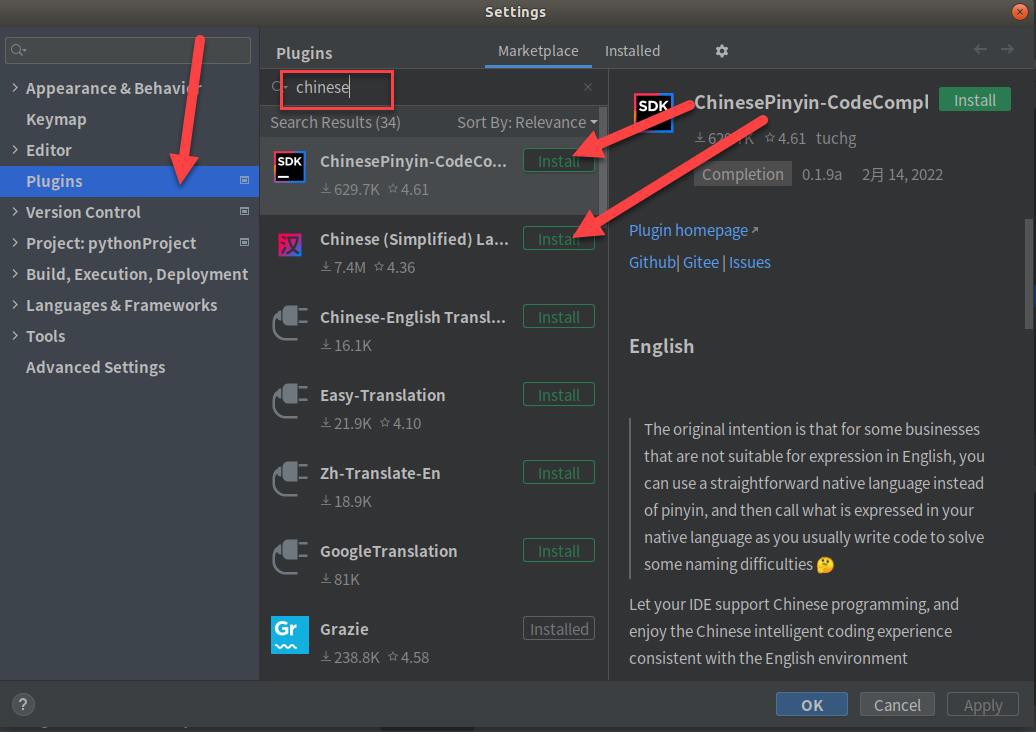 Settings
Plugins
Marketplace
Installed
chinese
Search Results (34)
Sort By: Relevance
Appearance & Behavior
Keymap
Editor
Plugins
Version Control
Project: pythonProject
Build, Execution, Deployment
Languages & Frameworks
Tools
Advanced Settings
SDK
ChinesePinyin-CodeCo...
Install
629.7K 4.61
汉
Chinese (Simplified) La...
Install
7.4M 4.36
Chinese-English Transl...
Install
16.1K
Easy-Translation
Install
21.9K 4.10
Zh-Translate-En
Install
18.9K
GoogleTranslation
Install
81K
Gr
Grazie
Installed
238.8K 4.58
SDK
ChinesePinyin-CodeCompl
Install
629.7K 4.61 tuchg
Completion 0.1.9a 2月 14, 2022
Plugin homepage
Github| Gitee | Issues
English
The original intention is that for some businesses
that are not suitable for expression in English, you
can use a straightforward native language instead
of pinyin, and then call what is expressed in your
native language as you usually write code to solve
some naming difficulties 🤔
Let your IDE support Chinese programming, and
enjoy the Chinese intelligent coding experience
consistent with the English environment
?
OK
Cancel
Apply